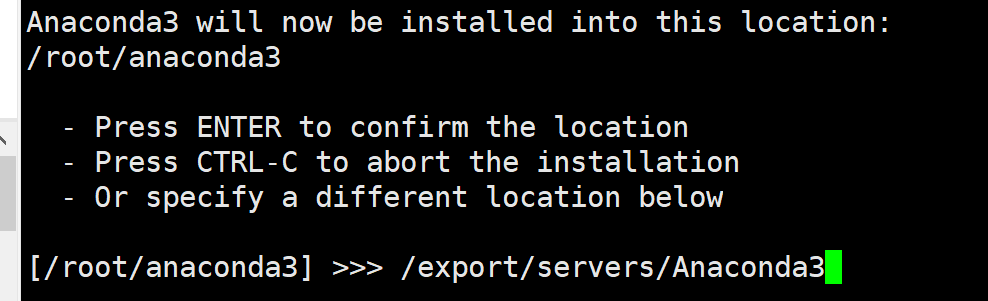 Anaconda3 will now be installed into this location:
/root/anaconda3
- Press ENTER to confirm the location
- Press CTRL-C to abort the installation
- Or specify a different location below
[/root/anaconda3] >>> /export/servers/Anaconda3